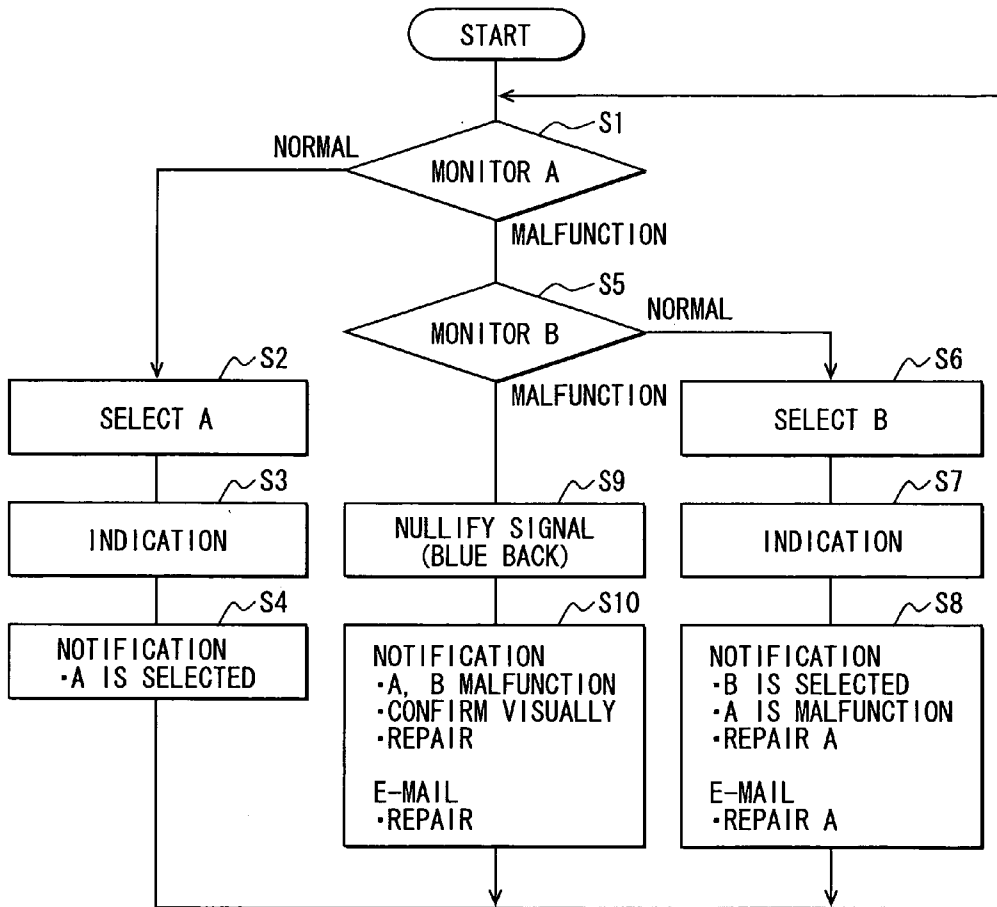 START
S1
NORMAL
MONITOR A
MALFUNCTION
S5
NORMAL
MONITOR B
MALFUNCTION
S2
SELECT A
S6
SELECT B
S3
INDICATION
S9
NULLIFY SIGNAL
(BLUE BACK)
S7
INDICATION
S4
NOTIFICATION
·A IS SELECTED
S10
NOTIFICATION
·A, B MALFUNCTION
·CONFIRM VISUALLY
·REPAIR
E-MAIL
·REPAIR
S8
NOTIFICATION
·B IS SELECTED
·A IS MALFUNCTION
·REPAIR A
E-MAIL
·REPAIR A